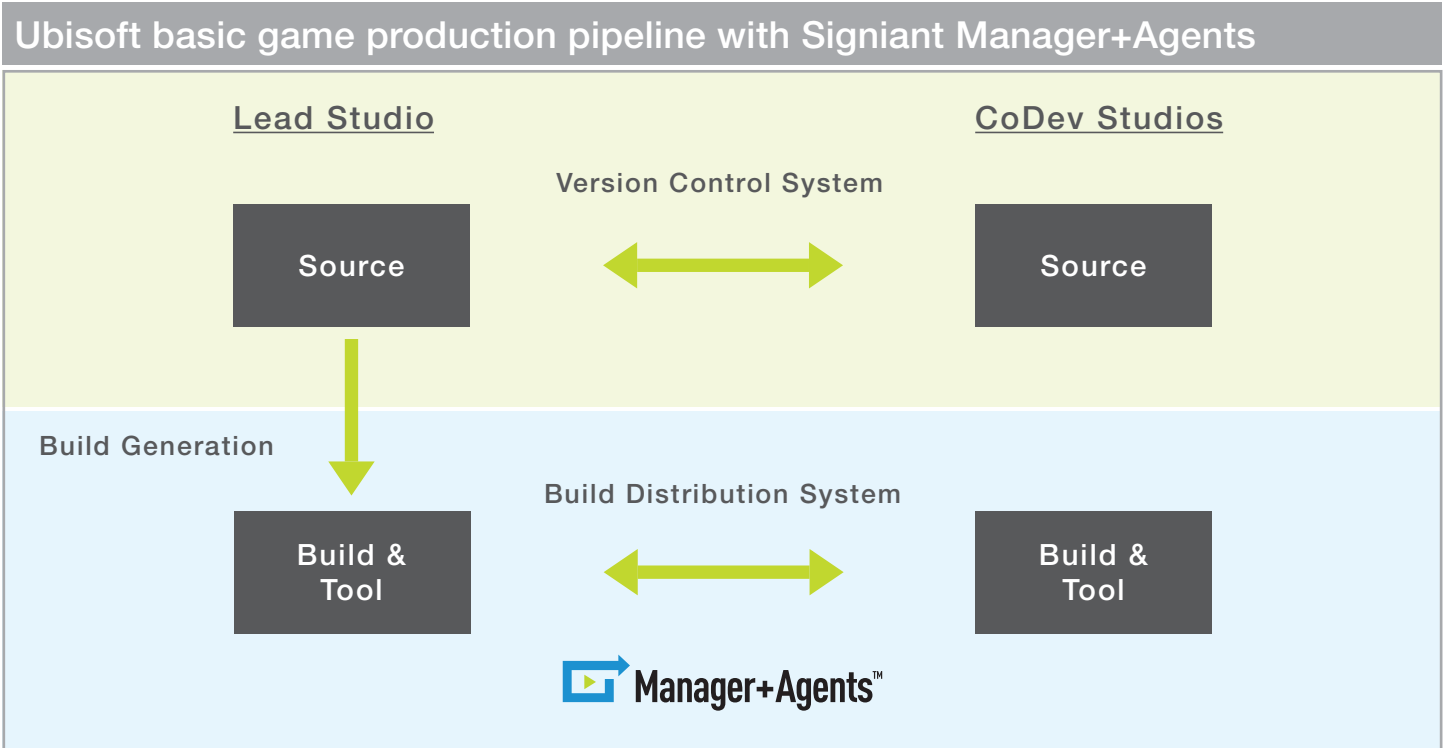 Ubisoft basic game production pipeline with Signiant Manager+Agents
Lead Studio
CoDev Studios
Version Control System
Source
Source
Build Generation
Build Distribution System
Build &
Tool
Build &
Tool
Manager+Agents™